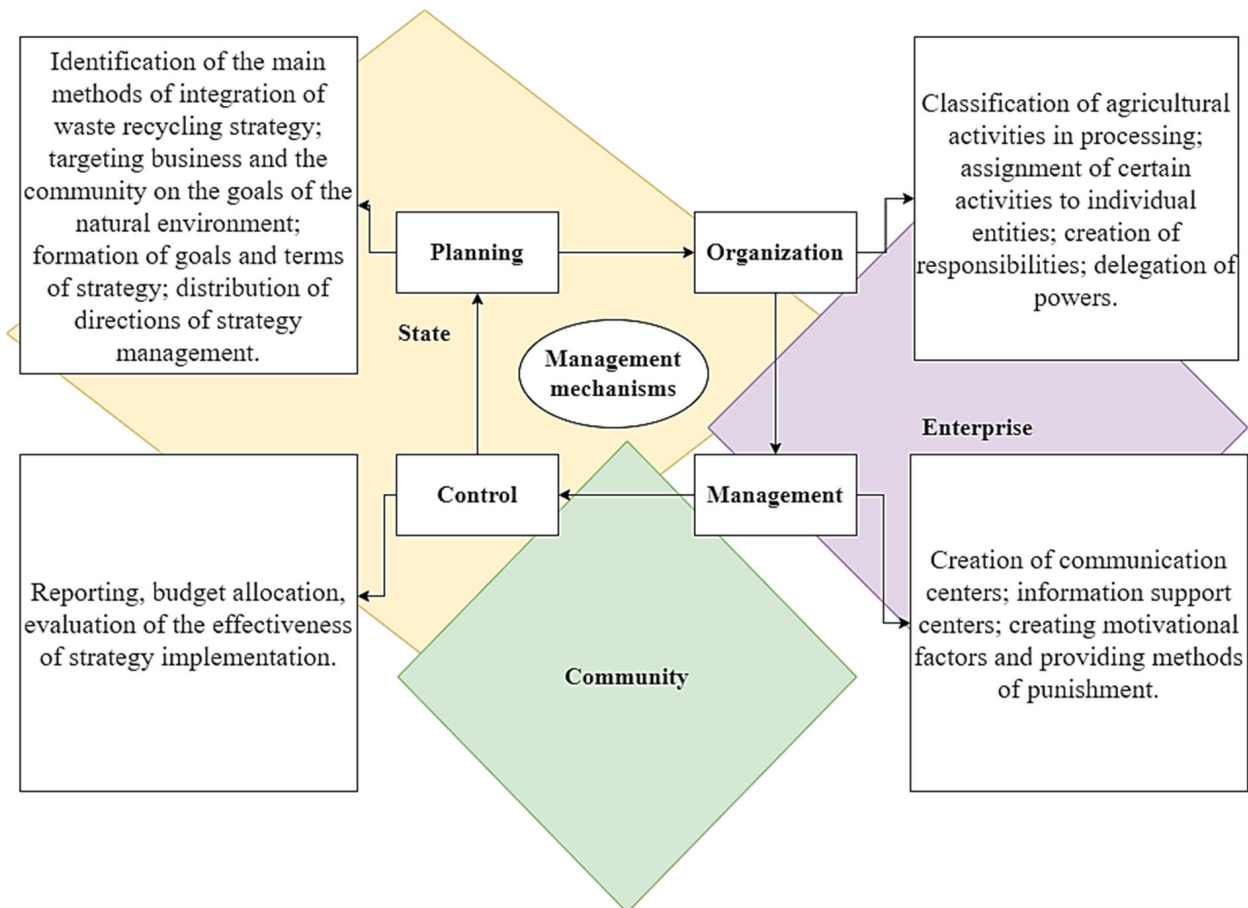 Identification of the main
methods of integration of
waste recycling strategy;
targeting business and the
community on the goals of the
natural environment;
formation of goals and terms
of strategy; distribution of
directions of strategy
management.
Planning
Organization
Classification of agricultural
activities in processing;
assignment of certain
activities to individual
entities; creation of
responsibilities; delegation of
powers.
State
Management
mechanisms
Enterprise
Control
Management
Reporting, budget allocation,
evaluation of the effectiveness
of strategy implementation.
Creation of communication
centers; information support
centers; creating motivational
factors and providing methods
of punishment.
Community